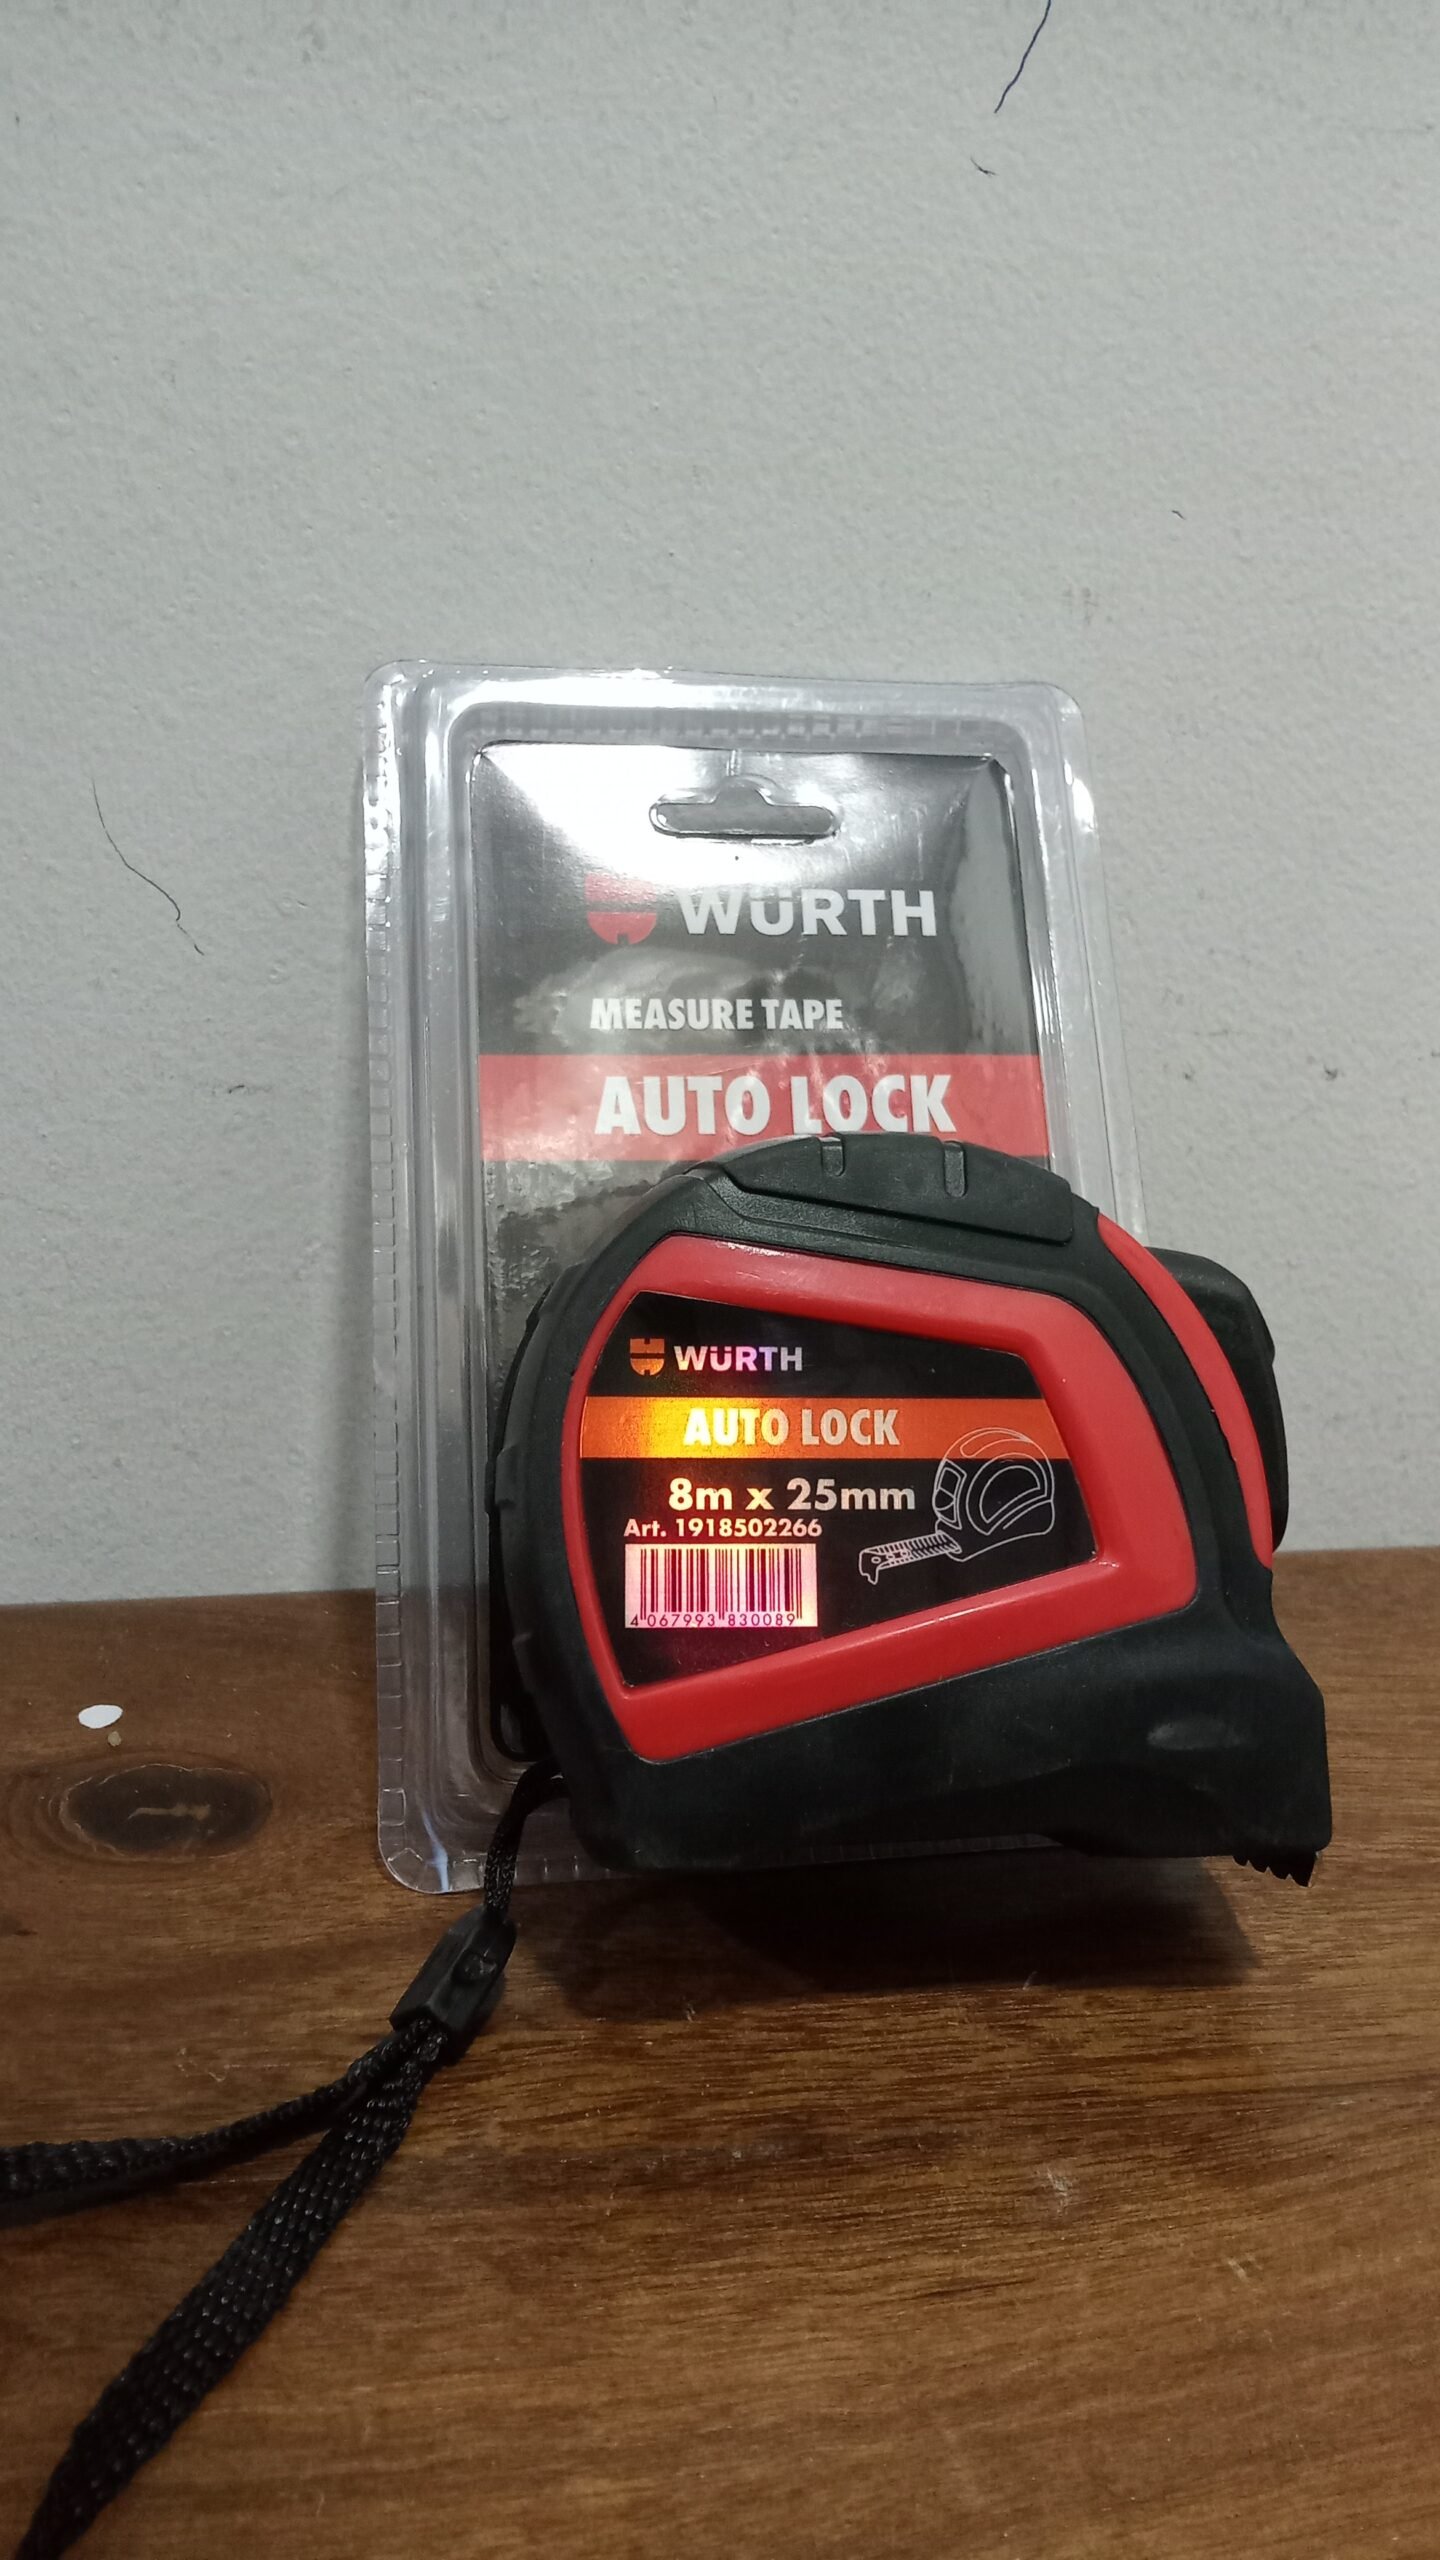 WÜRTH
MEASURE TAPE
AUTO LOCK
WÜRTH
AUTO LOCK
8m x 25mm
Art. 1918502266
4 067993 830089